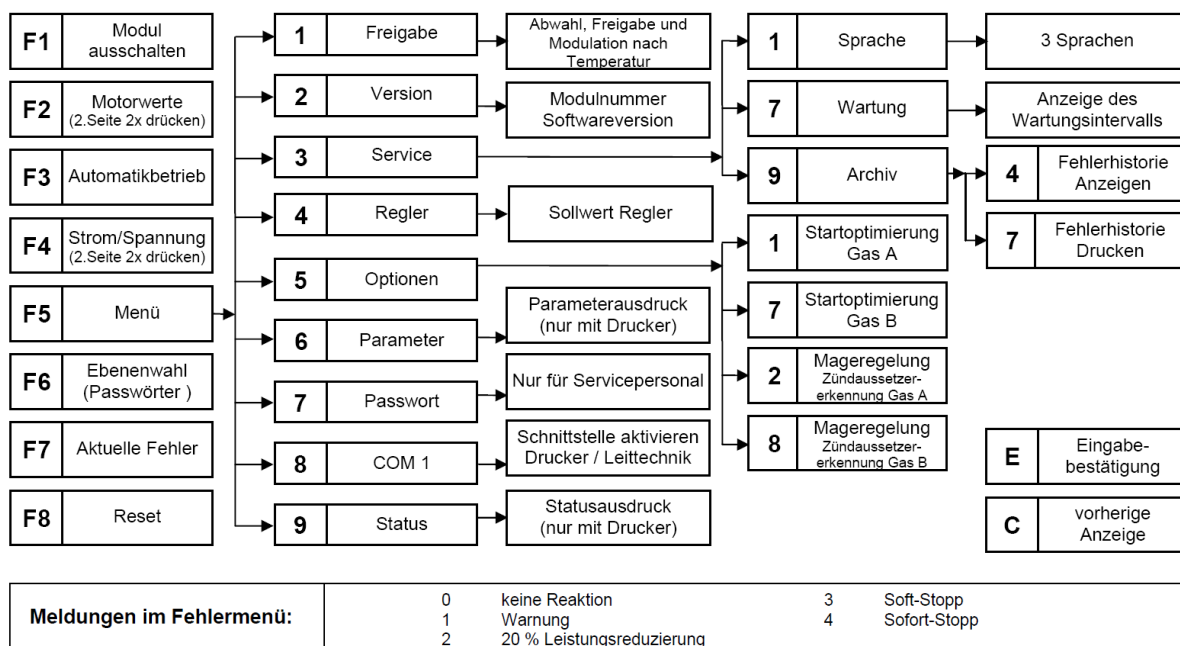 F1
Modul
ausschalten
F2
Motorwerte
(2.Seite 2x drücken)
F3
Automatikbetrieb
F4
Strom/Spannung
(2.Seite 2x drücken)
F5
Menü
F6
Ebenenwahl
(Passwörter )
F7
Aktuelle Fehler
F8
Reset
1
Freigabe
Abwahl, Freigabe und
Modulation nach
Temperatur
2
Version
Modulnummer
Softwareversion
3
Service
4
Regler
Sollwert Regler
5
Optionen
6
Parameter
Parameterausdruck
(nur mit Drucker)
7
Passwort
Nur für Servicepersonal
8
COM 1
Schnittstelle aktivieren
Drucker / Leittechnik
9
Status
Statusausdruck
(nur mit Drucker)
1
Sprache
3 Sprachen
7
Wartung
Anzeige des
Wartungsintervalls
9
Archiv
4
Fehlerhistorie
Anzeigen
7
Fehlerhistorie
Drucken
1
Startoptimierung
Gas A
7
Startoptimierung
Gas B
2
Mageregelung
Zündaussetzer-
erkennung Gas A
8
Mageregelung
Zündaussetzer-
erkennung Gas B
E
Eingabe-
bestätigung
C
vorherige
Anzeige
Meldungen im Fehlermenü:
0 keine Reaktion
1 Warnung
2 20 % Leistungsreduzierung
3 Soft-Stopp
4 Sofort-Stopp